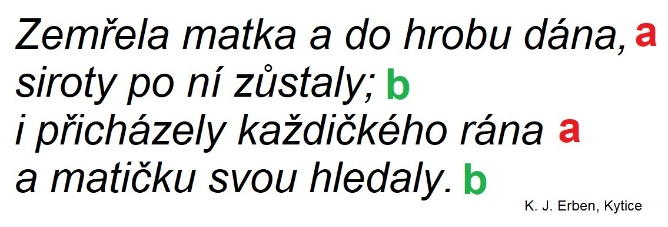 Zemřela matka a do hrobu dána, a
siroty po ní zůstaly; b
i přicházely každičkého rána a
a matičku svou hledaly. b
K. J. Erben, Kytice